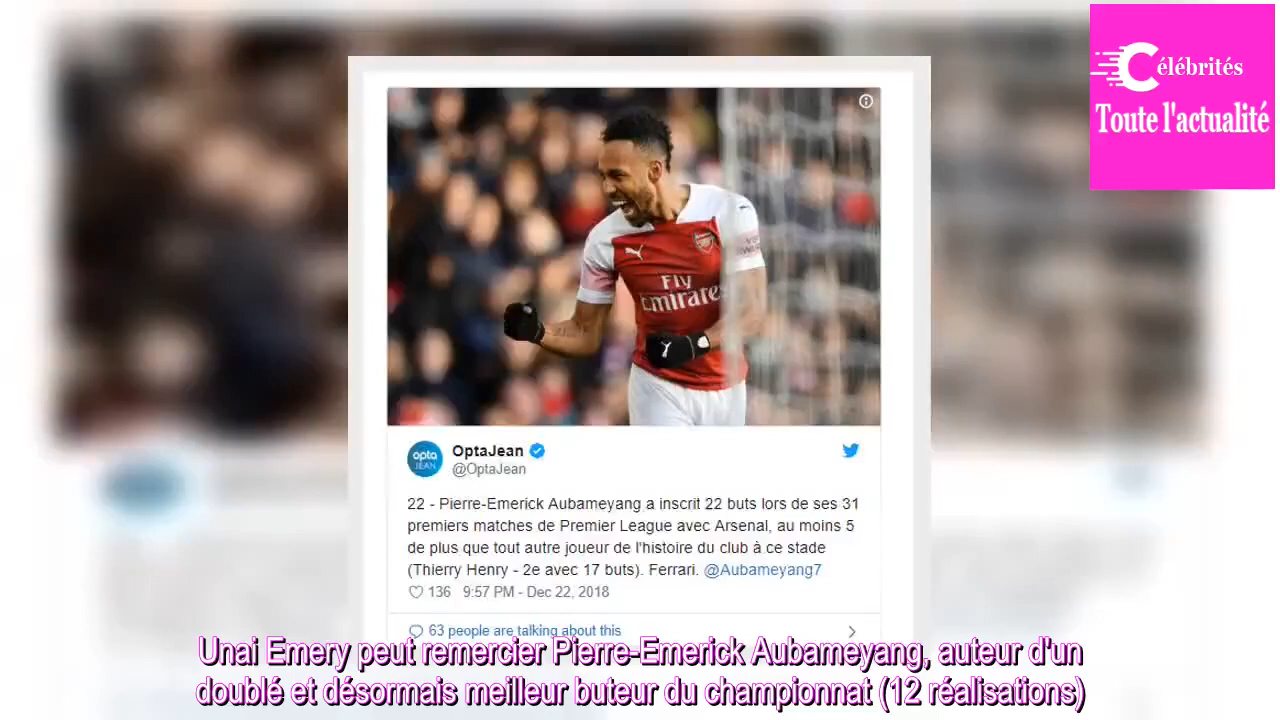 Célébrités
Toute l'actualité
Fly
Emirates
opta
JEAN
OptaJean
@OptaJean
22 - Pierre-Emerick Aubameyang a inscrit 22 buts lors de ses 31
premiers matches de Premier League avec Arsenal, au moins 5
de plus que tout autre joueur de l'histoire du club à ce stade
(Thierry Henry - 2e avec 17 buts). Ferrari. @Aubameyang7
136 9:57 PM - Dec 22, 2018
63 people are talking about this
Unai Emery peut remercier Pierre-Emerick Aubameyang, auteur d'un
doublé et désormais meilleur buteur du championnat (12 réalisations)